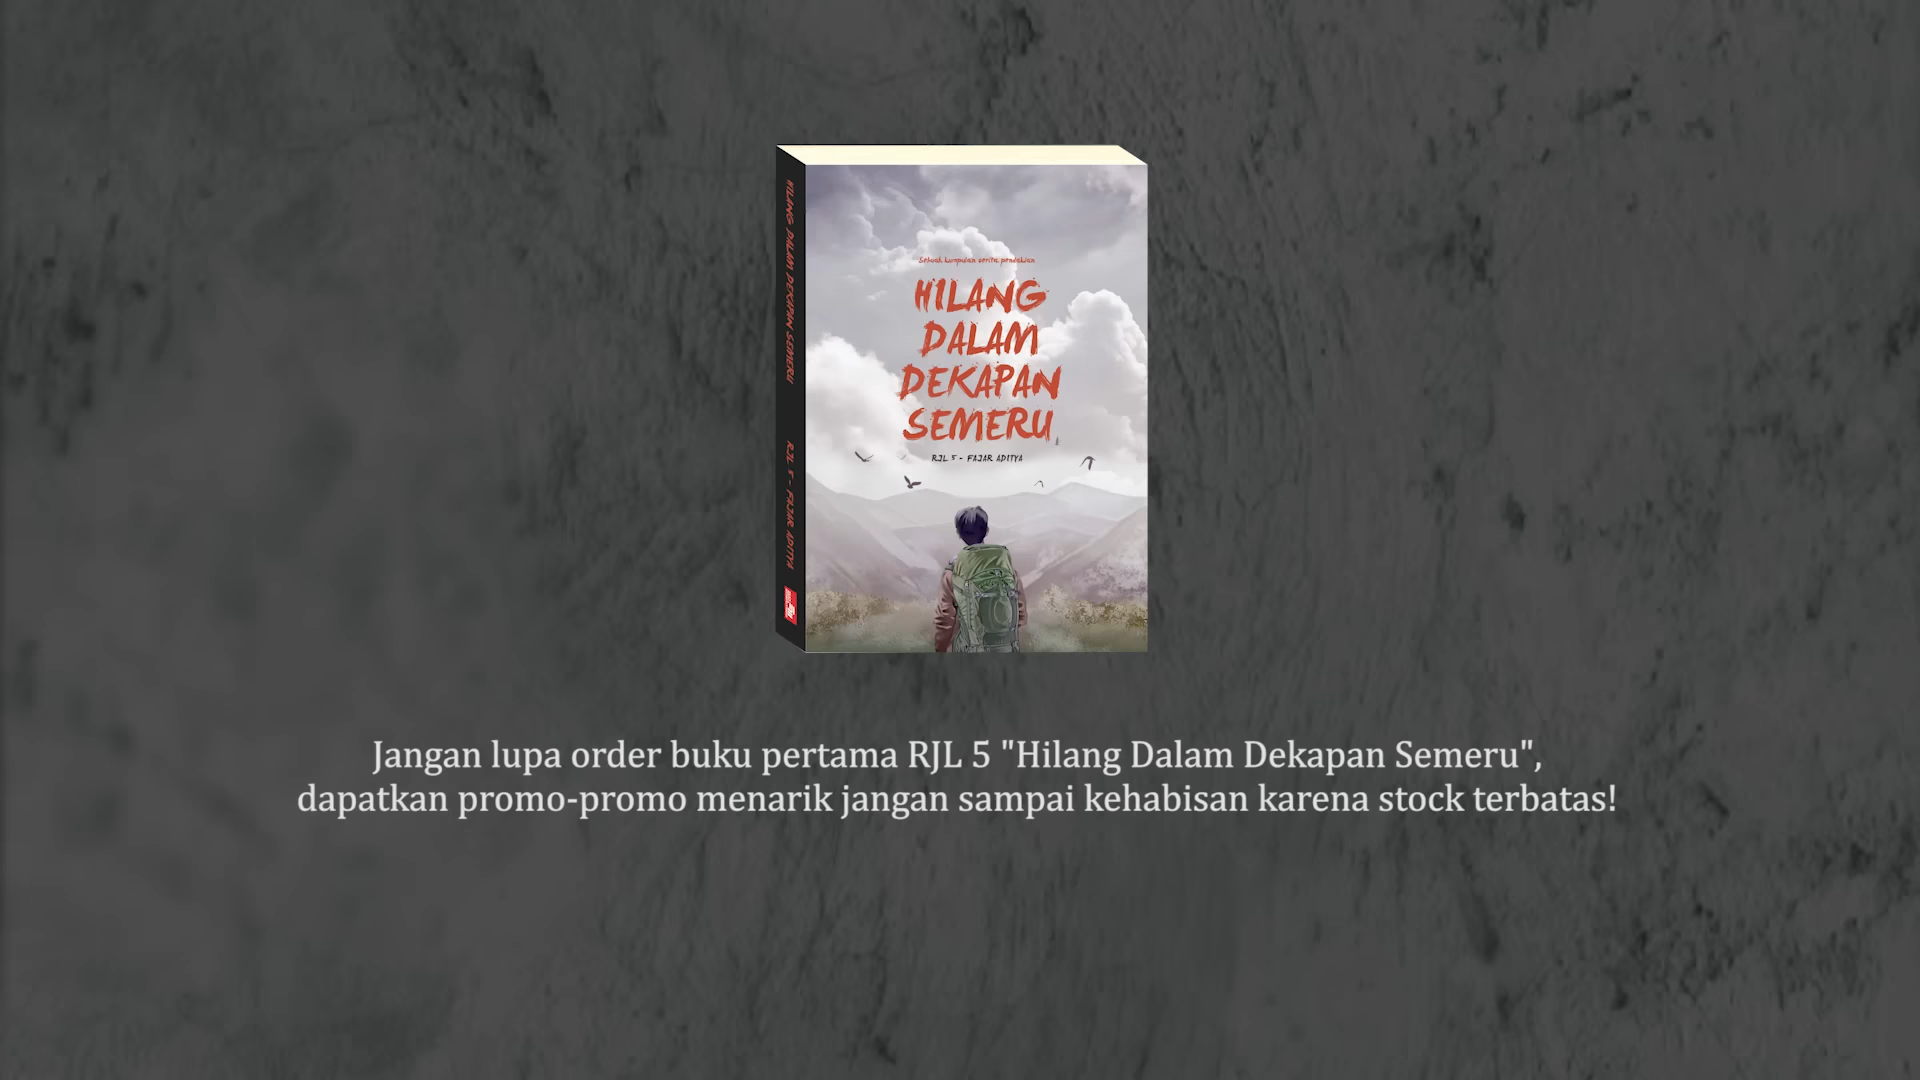 HILANG DALAM DEKAPAN SEMERU
RJL 5 - FAJAR ADITYA
Sebuah kumpulan cerita pendakian
HILANG
DALAM
DEKAPAN
SEMERU
RJL 5 - FAJAR ADITYA
Jangan lupa order buku pertama RJL 5 "Hilang Dalam Dekapan Semeru",
dapatkan promo-promo menarik jangan sampai kehabisan karena stock terbatas!